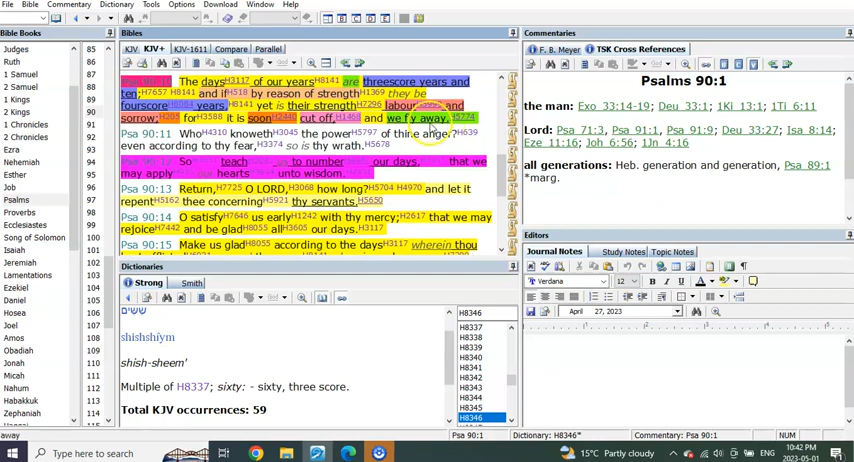 File View Commentary Dictionary Tools Options Download Window Help
Bible Books
Judges
Ruth
1 Samuel
2 Samuel
1 Kings
2 Kings
1 Chronicles
2 Chronicles
Ezra
Nehemiah
Esther
Job
Psalms
Proverbs
Ecclesiastes
Song of Solomon
Isaiah
Jeremiah
Lamentations
Ezekiel
Daniel
Hosea
Joel
Amos
Obadiah
Jonah
Micah
Nahum
Habakkuk
Zephaniah
85
86
87
88
89
90
91
92
93
94
95
96
97
98
99
100
101
102
103
104
105
106
107
108
109
110
111
112
113
114
Bibles
KJV KJV+ KJV-1611 Compare Parallel
The days H3117 of our years H8141 are threescore years and
ten; H7657 and if H518 by reason of strength H1369 they be
fourscore H8084 years, H8141 yet is their strength H7296 labour and
sorrow; H205 for H3588 it is soon H2440 cut off, H1468 and we fly away. H5774
Psa 90:11 Who H4310 knoweth H3045 the power H5797 of thine anger? H639
even according to thy fear, H3374 so is thy wrath. H5678
So teach us to number our days, that we
may apply our hearts unto wisdom.
Psa 90:13 Return, H7725 O LORD, H3068 how long? H5704 H4970 and let it
repent H5162 thee concerning H5921 thy servants. H5650
Psa 90:14 O satisfy H7646 us early H1242 with thy mercy; H2617 that we may
rejoice H7442 and be glad H8055 all H3605 our days. H3117
Psa 90:15 Make us glad H8055 according to the days H3117 wherein thou
Dictionaries
Strong Smith
ששׁים
shishshîym
shish-sheem'
Multiple of H8337; sixty: - sixty, three score.
Total KJV occurrences: 59
H8346
H8337
H8338
H8339
H8340
H8341
H8342
H8343
H8344
H8345
H8346
Commentaries
F. B. Meyer TSK Cross References
Psalms 90:1
the man: Exo 33:14-19; Deu 33:1; 1Ki 13:1; 1Ti 6:11
Lord: Psa 71:3, Psa 91:1, Psa 91:9; Deu 33:27; Isa 8:14;
Eze 11:16; Joh 6:56; 1Jn 4:16
all generations: Heb. generation and generation, Psa 89:1
*marg.
Editors
Journal Notes Study Notes Topic Notes
Verdana 12 B I U A
April 27, 2023
1 2 3 4
away Psa 90:1 Dictionary: H8346* Commentary: Psa 90:1 NUM
Type here to search 15°C Partly cloudy ENG 10:42 PM
2023-05-01